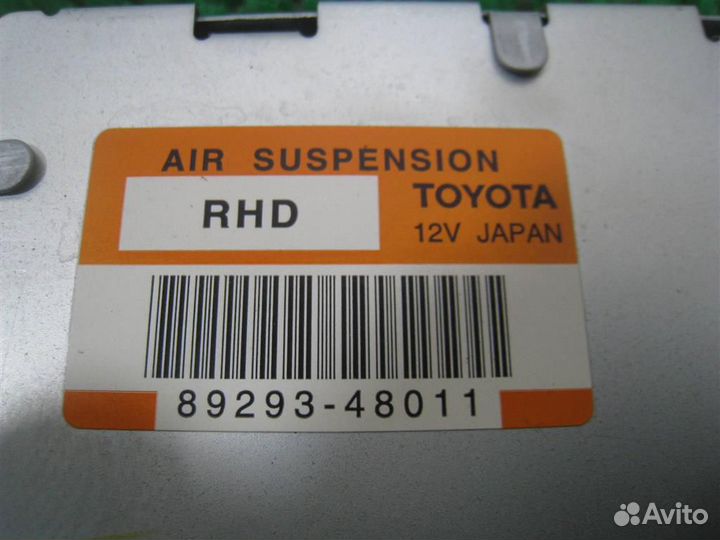 AIR SUSPENSION
RHD
TOYOTA
12V JAPAN
89293-48011
Avito